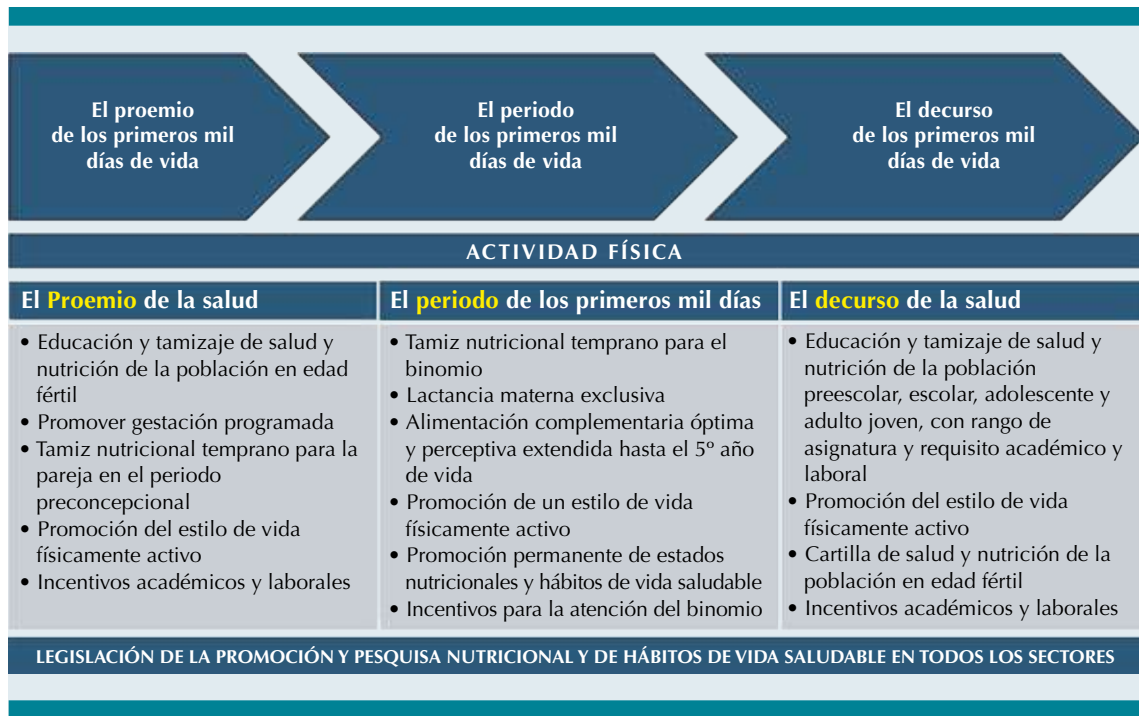 El proemio
de los primeros mil
días de vida
El periodo
de los primeros mil
días de vida
El decurso
de los primeros mil
días de vida
ACTIVIDAD FÍSICA
El Proemio de la salud
• Educación y tamizaje de salud y
nutrición de la población en edad
fértil
• Promover gestación programada
• Tamiz nutricional temprano para la
pareja en el periodo
preconcepcional
• Promoción del estilo de vida
físicamente activo
• Incentivos académicos y laborales
El periodo de los primeros mil días
• Tamiz nutricional temprano para el
binomio
• Lactancia materna exclusiva
• Alimentación complementaria óptima
y perceptiva extendida hasta el 5º año
de vida
• Promoción de un estilo de vida
físicamente activo
• Promoción permanente de estados
nutricionales y hábitos de vida saludable
• Incentivos para la atención del binomio
El decurso de la salud
• Educación y tamizaje de salud y
nutrición de la población
preescolar, escolar, adolescente y
adulto joven, con rango de
asignatura y requisito académico y
laboral
• Promoción del estilo de vida
físicamente activo
• Cartilla de salud y nutrición de la
población en edad fértil
• Incentivos académicos y laborales
LEGISLACIÓN DE LA PROMOCIÓN Y PESQUISA NUTRICIONAL Y DE HÁBITOS DE VIDA SALUDABLE EN TODOS LOS SECTORES